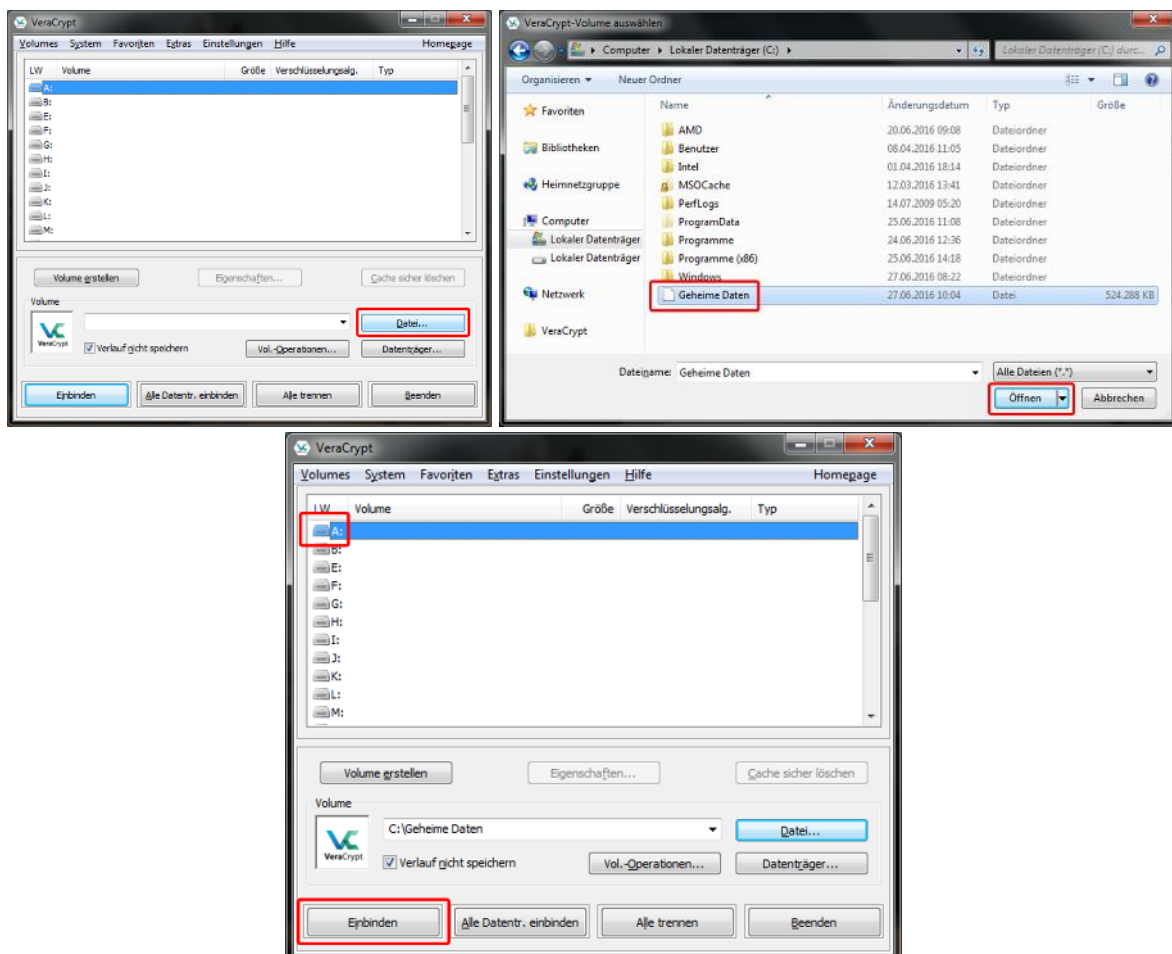 VeraCrypt
Volumes System Favoriten Extras Einstellungen Hilfe Homepage
LW Volume Größe Verschlüsselungsalg. Typ
A:
B:
E:
F:
G:
H:
I:
J:
K:
L:
M:
Volume erstellen Eigenschaften... Cache sicher löschen
Volume
Datei...
VeraCrypt
Verlauf nicht speichern Vol.-Operationen... Datenträger...
Einbinden Alle Datentr. einbinden Alle trennen Beenden
VeraCrypt-Volume auswählen
Computer Lokaler Datenträger (C:) Lokaler Datenträger (C:) durc...
Organisieren Neuer Ordner
Name Änderungsdatum Typ Größe
Favoriten
Bibliotheken
Heimnetzgruppe
Computer
Lokaler Datenträger
Lokaler Datenträger
Netzwerk
VeraCrypt
AMD 20.06.2016 09:08 Dateiordner
Benutzer 08.04.2016 11:05 Dateiordner
Intel 01.04.2016 18:14 Dateiordner
MSOCache 12.03.2016 13:41 Dateiordner
PerfLogs 14.07.2009 05:20 Dateiordner
ProgramData 25.06.2016 11:08 Dateiordner
Programme 24.06.2016 12:36 Dateiordner
Programme (x86) 25.06.2016 14:18 Dateiordner
Windows 27.06.2016 08:22 Dateiordner
Geheime Daten 27.06.2016 10:04 Datei 524.288 KB
Dateiname: Geheime Daten Alle Dateien (*.*)
Öffnen Abbrechen
VeraCrypt
Volumes System Favoriten Extras Einstellungen Hilfe Homepage
LW Volume Größe Verschlüsselungsalg. Typ
A:
B:
E:
F:
G:
H:
I:
J:
K:
L:
M:
Volume erstellen Eigenschaften... Cache sicher löschen
Volume
C:\Geheime Daten Datei...
VeraCrypt
Verlauf nicht speichern Vol.-Operationen... Datenträger...
Einbinden Alle Datentr. einbinden Alle trennen Beenden